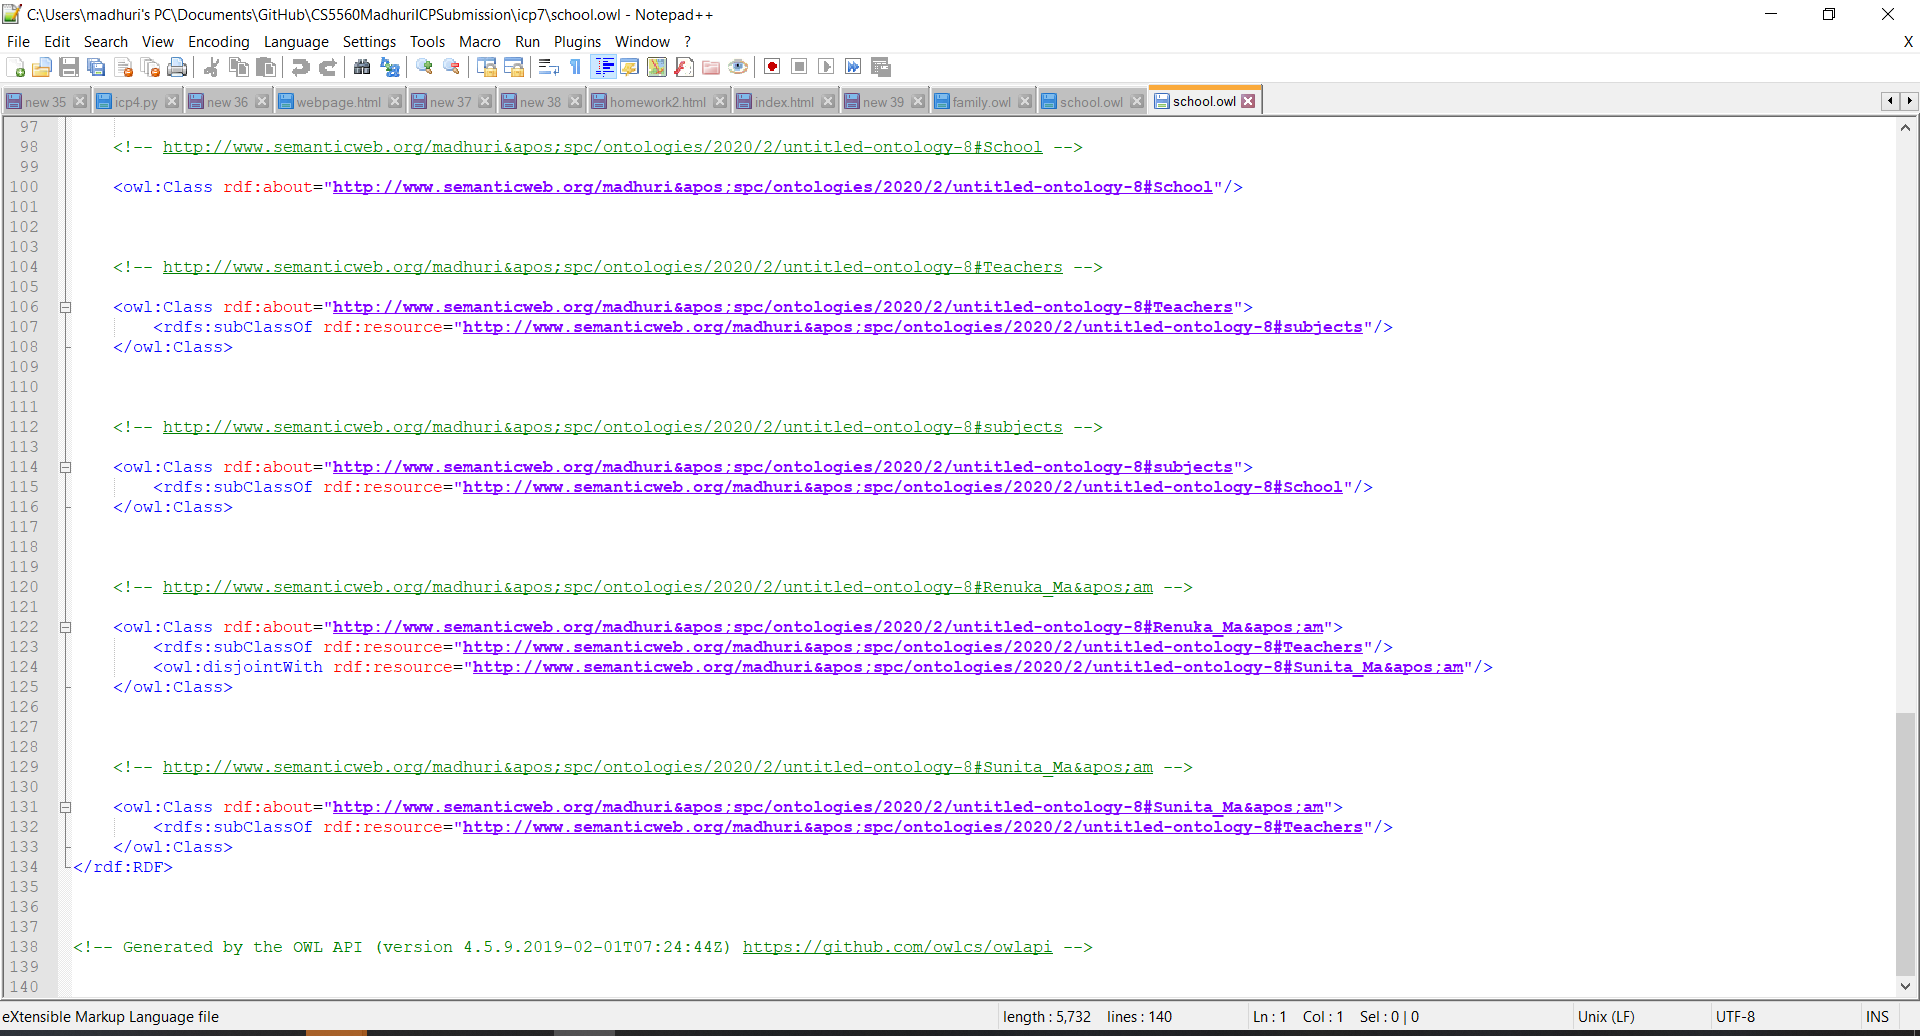 C:\Users\madhuri's PC\Documents\GitHub\CS5560MadhuriICPSubmission\icp7\school.owl - Notepad++
File Edit Search View Encoding Language Settings Tools Macro Run Plugins Window ? X
new 35 icp4.py new 36 webpage.html new 37 new 38 homework2.html index.html new 39 family.owl school.owl school.owl
97
98 <!-- http://www.semanticweb.org/madhuri&apos;spc/ontologies/2020/2/untitled-ontology-8#School -->
99
100 <owl:Class rdf:about="http://www.semanticweb.org/madhuri&apos;spc/ontologies/2020/2/untitled-ontology-8#School"/>
101
102
103
104 <!-- http://www.semanticweb.org/madhuri&apos;spc/ontologies/2020/2/untitled-ontology-8#Teachers -->
105
106 <owl:Class rdf:about="http://www.semanticweb.org/madhuri&apos;spc/ontologies/2020/2/untitled-ontology-8#Teachers">
107 <rdfs:subClassOf rdf:resource="http://www.semanticweb.org/madhuri&apos;spc/ontologies/2020/2/untitled-ontology-8#subjects"/>
108 </owl:Class>
109
110
111
112 <!-- http://www.semanticweb.org/madhuri&apos;spc/ontologies/2020/2/untitled-ontology-8#subjects -->
113
114 <owl:Class rdf:about="http://www.semanticweb.org/madhuri&apos;spc/ontologies/2020/2/untitled-ontology-8#subjects">
115 <rdfs:subClassOf rdf:resource="http://www.semanticweb.org/madhuri&apos;spc/ontologies/2020/2/untitled-ontology-8#School"/>
116 </owl:Class>
117
118
119
120 <!-- http://www.semanticweb.org/madhuri&apos;spc/ontologies/2020/2/untitled-ontology-8#Renuka_Ma&apos;am -->
121
122 <owl:Class rdf:about="http://www.semanticweb.org/madhuri&apos;spc/ontologies/2020/2/untitled-ontology-8#Renuka_Ma&apos;am">
123 <rdfs:subClassOf rdf:resource="http://www.semanticweb.org/madhuri&apos;spc/ontologies/2020/2/untitled-ontology-8#Teachers"/>
124 <owl:disjointWith rdf:resource="http://www.semanticweb.org/madhuri&apos;spc/ontologies/2020/2/untitled-ontology-8#Sunita_Ma&apos;am"/>
125 </owl:Class>
126
127
128
129 <!-- http://www.semanticweb.org/madhuri&apos;spc/ontologies/2020/2/untitled-ontology-8#Sunita_Ma&apos;am -->
130
131 <owl:Class rdf:about="http://www.semanticweb.org/madhuri&apos;spc/ontologies/2020/2/untitled-ontology-8#Sunita_Ma&apos;am">
132 <rdfs:subClassOf rdf:resource="http://www.semanticweb.org/madhuri&apos;spc/ontologies/2020/2/untitled-ontology-8#Teachers"/>
133 </owl:Class>
134 </rdf:RDF>
135
136
137
138 <!-- Generated by the OWL API (version 4.5.9.2019-02-01T07:24:44Z) https://github.com/owlcs/owlapi -->
139
140
eXtensible Markup Language file length : 5,732 lines : 140 Ln : 1 Col : 1 Sel : 0 | 0 Unix (LF) UTF-8 INS